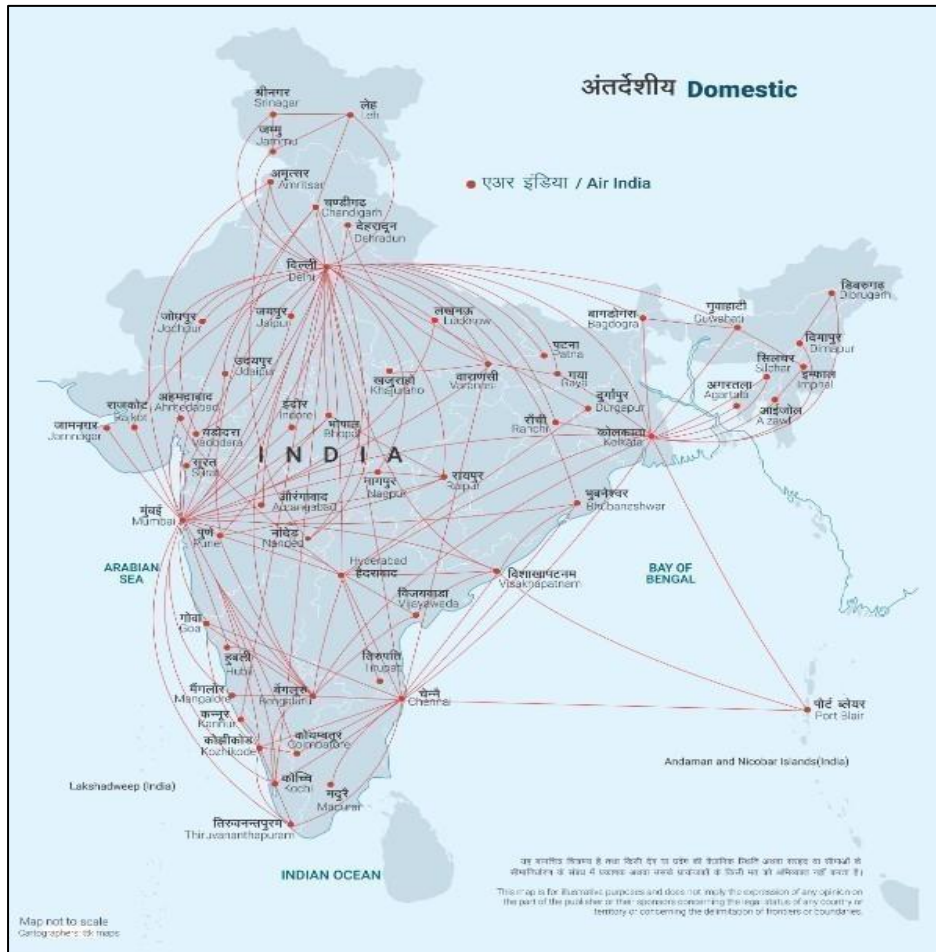 अंतर्देशीय Domestic
एअर इंडिया / Air India
श्रीनगर
Srinagar
लेह
Leh
जम्मु
Jammu
अमृत्सर
Amritsar
चण्डीगढ़
Chandigarh
देहरादून
Dehradun
दिल्ली
Delhi
जोधपुर
Jodhpur
जयपुर
Jaipur
लखनऊ
Lucknow
बागडोगरा
Bagdogra
गुवाहाटी
Guwahati
डिबरुगढ़
Dibrugarh
दिमापुर
Dimapur
पटना
Patna
सिलचर
Silchar
इम्फाल
Imphal
उदयपुर
Udaipur
खजुराहो
Khajuraho
वाराणसी
गया
Gaya
अगरतला
Agartala
आईजोल
Aizawl
जामनगर
Jamnagar
राजकोट
Rajkot
अहमदाबाद
Ahmedabad
वडोदरा
Vadodara
इंदौर
Indore
भोपाल
Bhopal
राँची
Ranchi
दुर्गापुर
Durgapur
कोलकाता
Kolkata
INDIA
सूरत
Surat
नागपुर
Nagpur
रायपुर
Raipur
औरंगाबाद
Aurangabad
भुबनेश्वर
Bhubaneshwar
मुंबई
Mumbai
पुणे
Pune
नांदेड
Nanded
ARABIAN
SEA
Hyderabad
हैदराबाद
विशाखापटनम
Visakhapatnam
BAY OF
BENGAL
विजयवाडा
Vijayawada
गोवा
Goa
हुबली
Hubli
तिरुपति
Tirupati
मैंगलोर
Mangalore
बेंगलूरु
Bengaluru
चेन्नै
Chennai
पोर्ट ब्लेयर
Port Blair
कन्नूर
Kannur
कोझीकोड
Kozhikode
कोयम्बतूर
Coimbatore
Andaman and Nicobar Islands(India)
Lakshadweep (India)
कोच्चि
Kochi
मदुरै
Madurai
तिरुवनन्तपुरम
Thiruvananthapuram
INDIAN OCEAN
This map is for illustrative purposes and does not imply the expression of any opinion on
the part of the publisher or their sponsors concerning the legal status of any country or
territory or concerning the delimitation of frontiers or boundaries.
Map not to scale
Cartographers: ttk maps